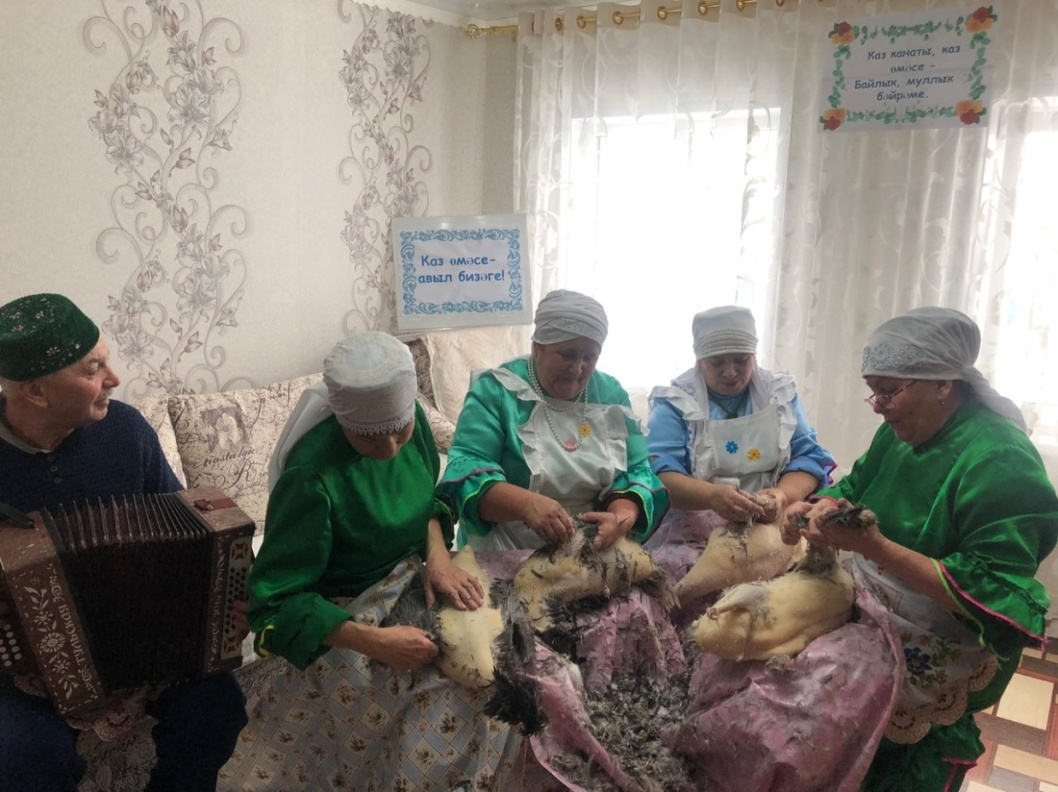 Каз канаты, каз
өмәсе –
Байлык, муллык
бәйрәме.
Каз өмәсе-
авыл бизәге!